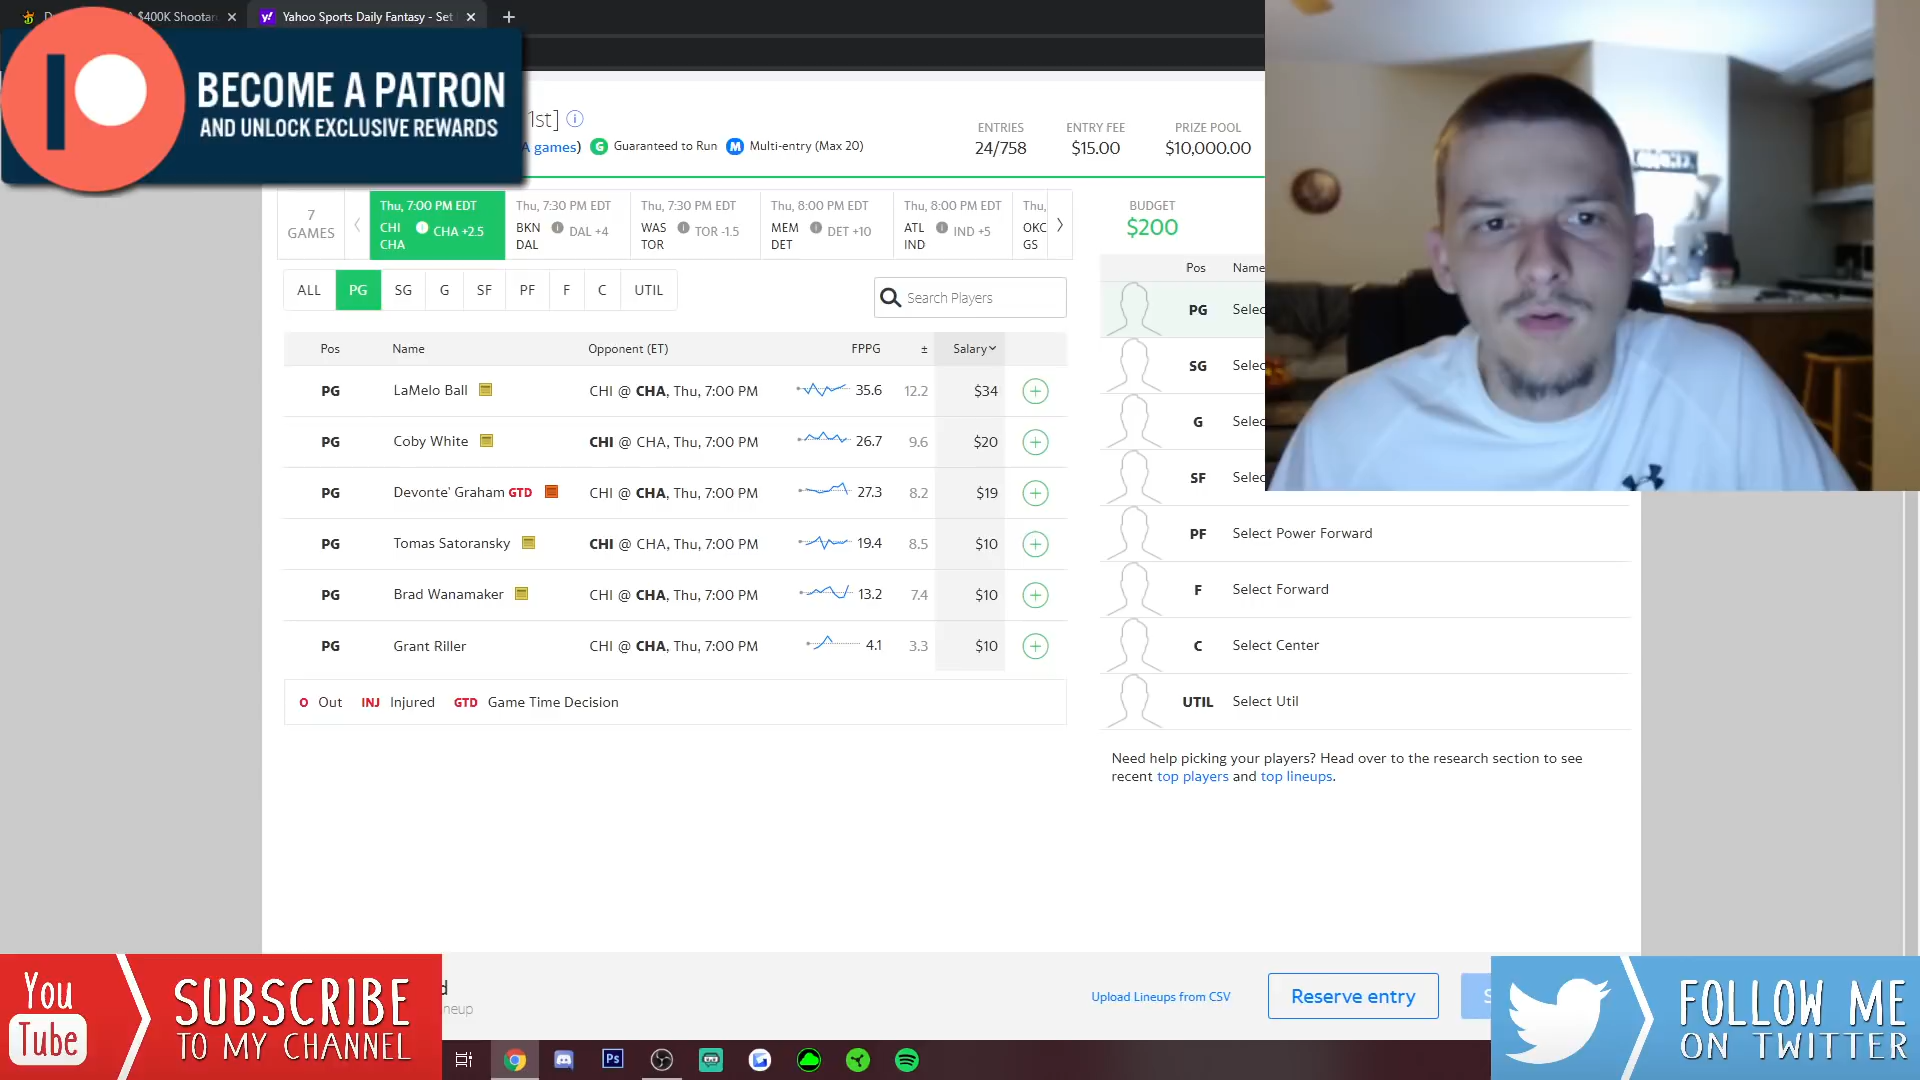 $400K Shootar
Yahoo Sports Daily Fantasy - Set
BECOME A PATRON
AND UNLOCK EXCLUSIVE REWARDS
1st]
games)
G Guaranteed to Run
M Multi-entry (Max 20)
ENTRIES
24/758
ENTRY FEE
$15.00
PRIZE POOL
$10,000.00
7
GAMES
Thu, 7:00 PM EDT
CHI
CHA
CHA +2.5
Thu, 7:30 PM EDT
BKN
DAL
DAL +4
Thu, 7:30 PM EDT
WAS
TOR
TOR -1.5
Thu, 8:00 PM EDT
MEM
DET
DET +10
Thu, 8:00 PM EDT
ATL
IND
IND +5
Thu,
OKC
GS
BUDGET
$200
ALL PG SG G SF PF F C UTIL
Search Players
Pos Name Opponent (ET) FPPG ± Salary
PG LaMelo Ball CHI @ CHA, Thu, 7:00 PM 35.6 12.2 $34
PG Coby White CHI @ CHA, Thu, 7:00 PM 26.7 9.6 $20
PG Devonte' Graham GTD CHI @ CHA, Thu, 7:00 PM 27.3 8.2 $19
PG Tomas Satoransky CHI @ CHA, Thu, 7:00 PM 19.4 8.5 $10
PG Brad Wanamaker CHI @ CHA, Thu, 7:00 PM 13.2 7.4 $10
PG Grant Riller CHI @ CHA, Thu, 7:00 PM 4.1 3.3 $10
O Out INJ Injured GTD Game Time Decision
Pos Name
PG Selec
SG Selec
G Selec
SF Selec
PF Select Power Forward
F Select Forward
C Select Center
UTIL Select Util
Need help picking your players? Head over to the research section to see
recent top players and top lineups.
Upload Lineups from CSV
Reserve entry
You
Tube
SUBSCRIBE
TO MY CHANNEL
FOLLOW ME
ON TWITTER
Ps